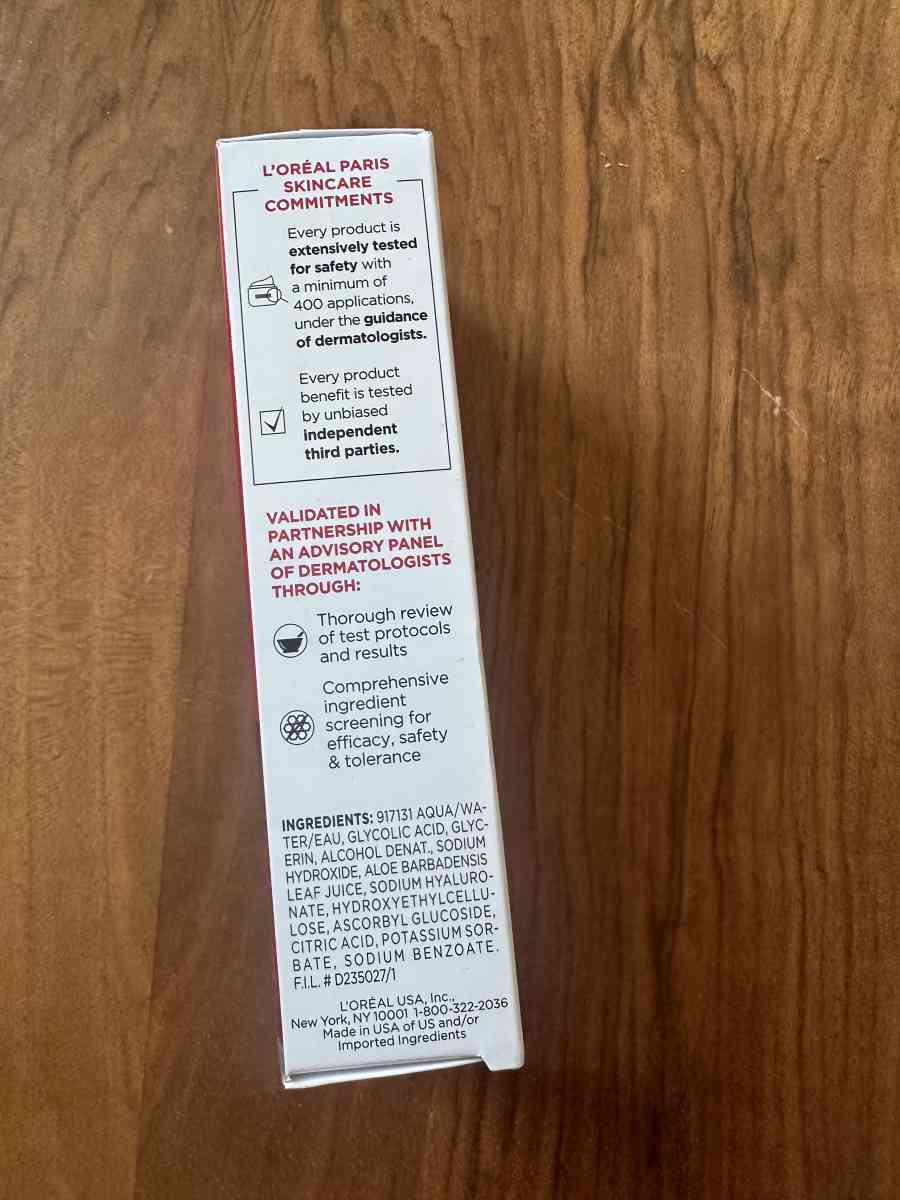 L'ORÉAL PARIS
SKINCARE
COMMITMENTS
Every product is
extensively tested
for safety with
a minimum of
400 applications,
under the guidance
of dermatologists.
Every product
benefit is tested
by unbiased
independent
third parties.
VALIDATED IN
PARTNERSHIP WITH
AN ADVISORY PANEL
OF DERMATOLOGISTS
THROUGH:
Thorough review
of test protocols
and results
Comprehensive
ingredient
screening for
efficacy, safety
& tolerance
INGREDIENTS: 917131 AQUA/WA-
TER/EAU, GLYCOLIC ACID, GLYC-
ERIN, ALCOHOL DENAT., SODIUM
HYDROXIDE, ALOE BARBADENSIS
LEAF JUICE, SODIUM HYALURO-
NATE, HYDROXYETHYLCELLU-
LOSE, ASCORBYL GLUCOSIDE,
CITRIC ACID, POTASSIUM SOR-
BATE, SODIUM BENZOATE.
F.I.L. # D235027/1
L'ORÉAL USA, Inc.,
New York, NY 10001 1-800-322-2036
Made in USA of US and/or
Imported Ingredients